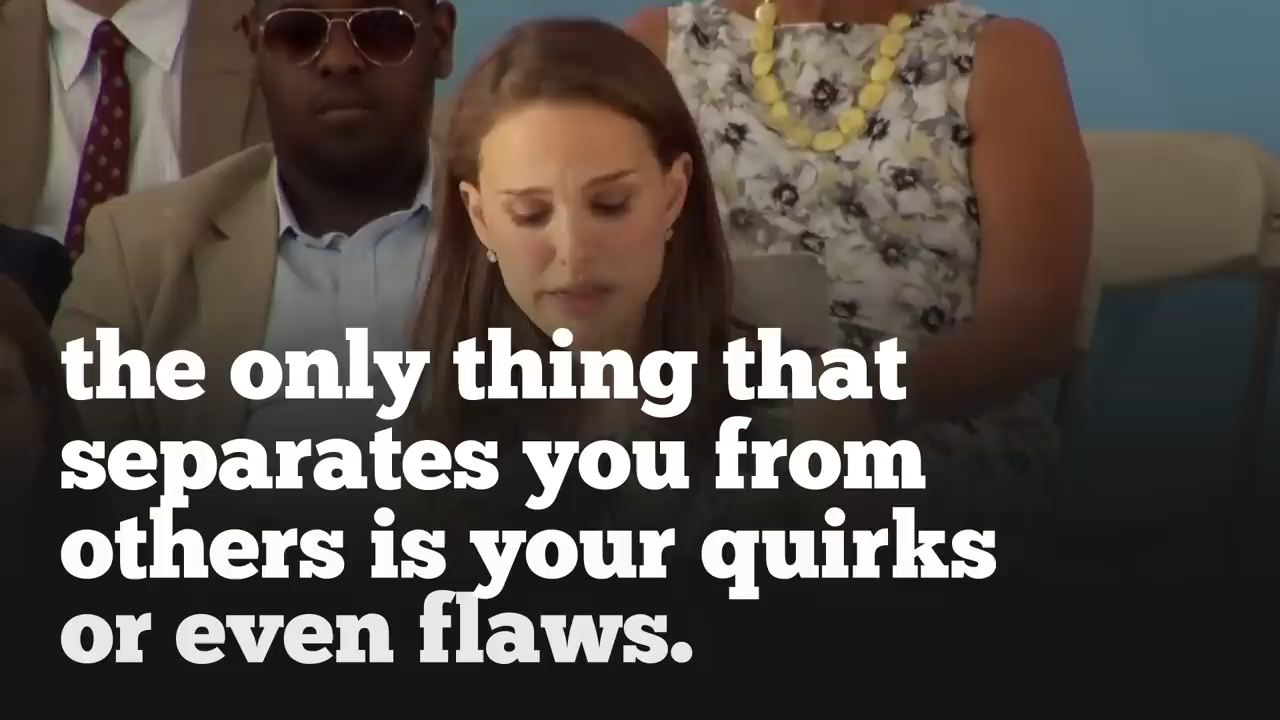 the only thing that
separates you from
others is your quirks
or even flaws.